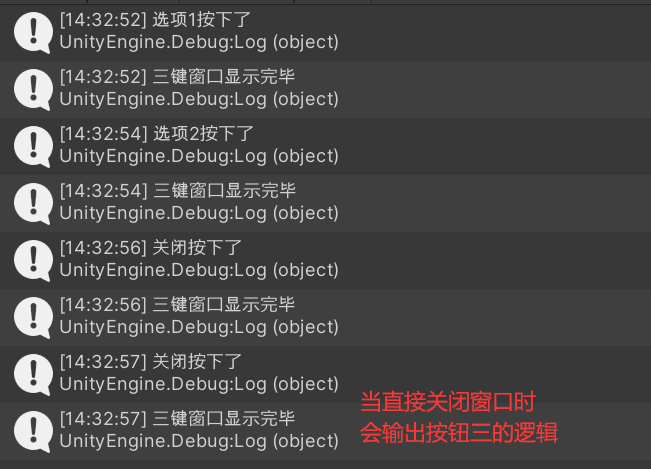 [14:32:52] 选项1按下了
UnityEngine.Debug:Log (object)
[14:32:52] 三键窗口显示完毕
UnityEngine.Debug:Log (object)
[14:32:54] 选项2按下了
UnityEngine.Debug:Log (object)
[14:32:54] 三键窗口显示完毕
UnityEngine.Debug:Log (object)
[14:32:56] 关闭按下了
UnityEngine.Debug:Log (object)
[14:32:56] 三键窗口显示完毕
UnityEngine.Debug:Log (object)
[14:32:57] 关闭按下了
UnityEngine.Debug:Log (object)
[14:32:57] 三键窗口显示完毕
UnityEngine.Debug:Log (object)
当直接关闭窗口时
会输出按钮三的逻辑